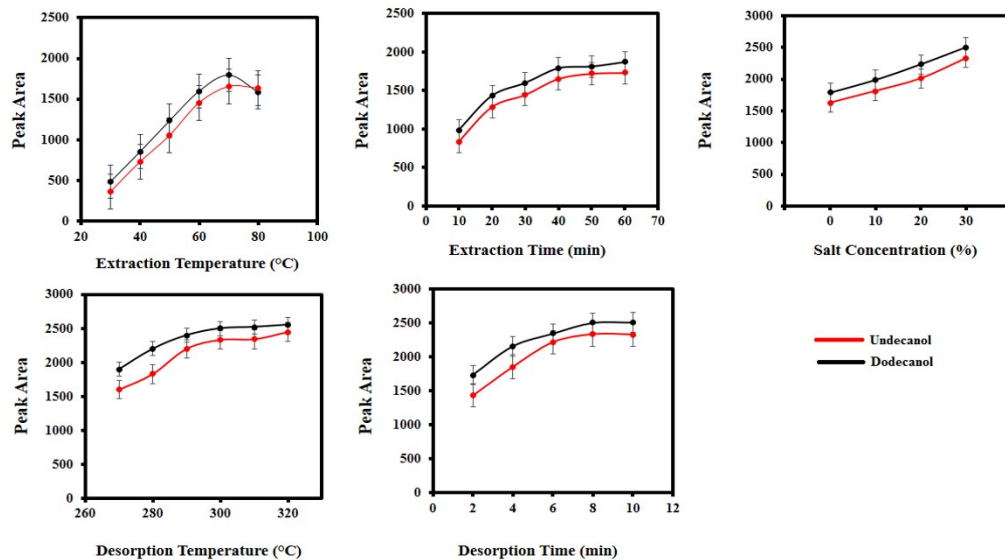 2500
2000
1500
1000
500
0
20 40 60 80 100
Peak Area
Extraction Temperature (°C)
2500
2000
1500
1000
500
0
0 10 20 30 40 50 60 70
Peak Area
Extraction Time (min)
3000
2500
2000
1500
1000
500
0
0 10 20 30
Peak Area
Salt Concentration (%)
3000
2500
2000
1500
1000
500
0
260 280 300 320
Peak Area
Desorption Temperature (°C)
3000
2500
2000
1500
1000
500
0
0 2 4 6 8 10 12
Peak Area
Desorption Time (min)
Undecanol
Dodecanol